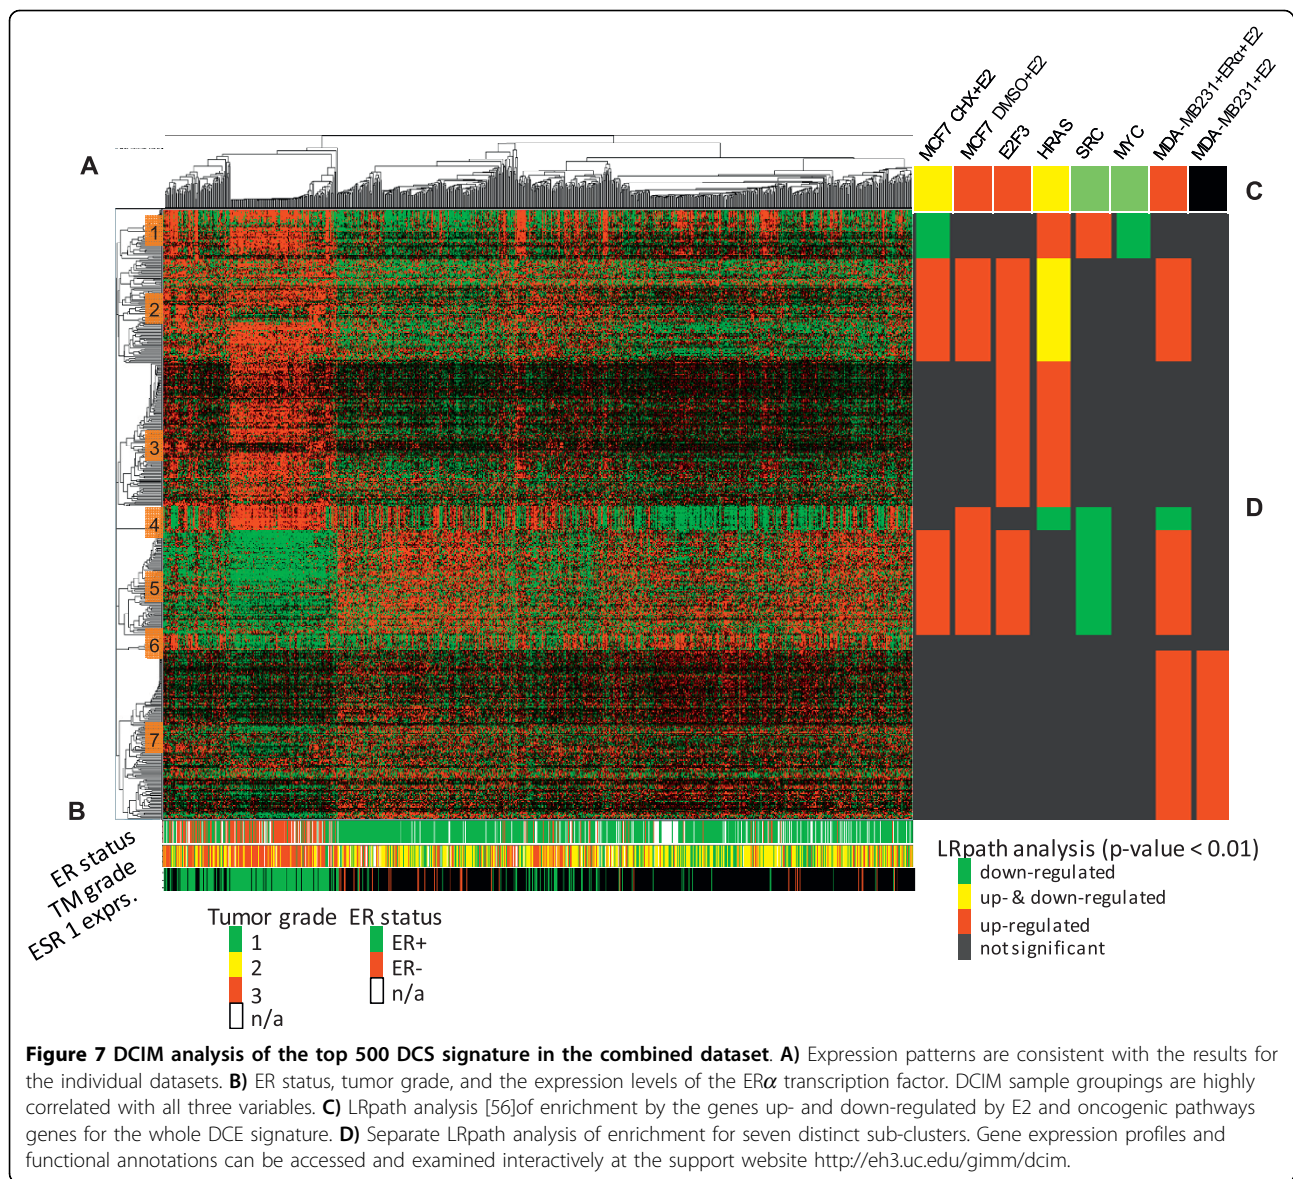 MCF7 CHX+E2
MCF7 DMSO+E2
E2F3
HRAS
SRC
MYC
MDA-MB231+ERα+E2
MDA-MB231+E2
A
C
1
2
3
4
D
5
6
7
B
ER status
TM grade
ESR 1 exprs.
LRpath analysis (p-value < 0.01)
down-regulated
up- & down-regulated
up-regulated
not significant
Tumor grade
1
2
3
n/a
ER status
ER+
ER-
n/a
Figure 7 DCIM analysis of the top 500 DCS signature in the combined dataset. A) Expression patterns are consistent with the results for
the individual datasets. B) ER status, tumor grade, and the expression levels of the ERα transcription factor. DCIM sample groupings are highly
correlated with all three variables. C) LRpath analysis [56]of enrichment by the genes up- and down-regulated by E2 and oncogenic pathways
genes for the whole DCE signature. D) Separate LRpath analysis of enrichment for seven distinct sub-clusters. Gene expression profiles and
functional annotations can be accessed and examined interactively at the support website http://eh3.uc.edu/gimm/dcim.